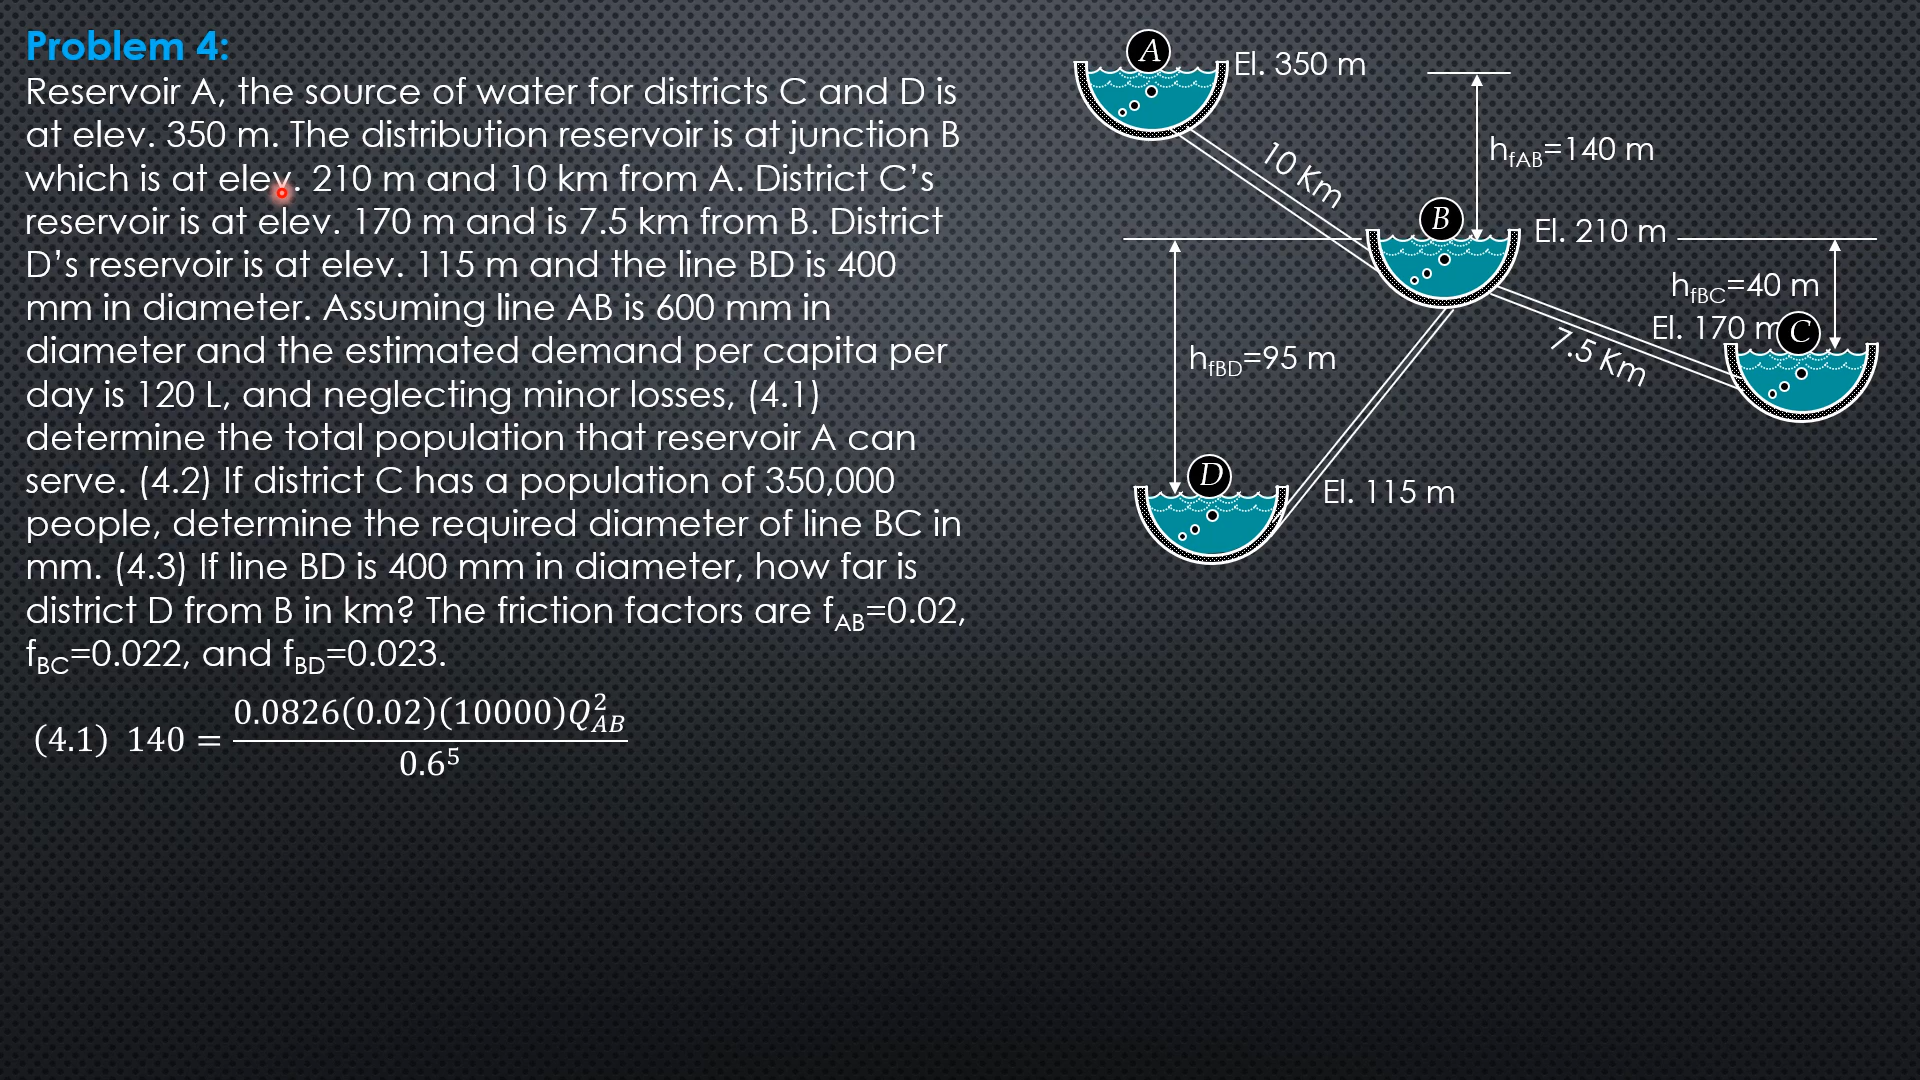 Problem 4:
Reservoir A, the source of water for districts C and D is
at elev. 350 m. The distribution reservoir is at junction B
which is at elev. 210 m and 10 km from A. District C's
reservoir is at elev. 170 m and is 7.5 km from B. District
D's reservoir is at elev. 115 m and the line BD is 400
mm in diameter. Assuming line AB is 600 mm in
diameter and the estimated demand per capita per
day is 120 L, and neglecting minor losses, (4.1)
determine the total population that reservoir A can
serve. (4.2) If district C has a population of 350,000
people, determine the required diameter of line BC in
mm. (4.3) If line BD is 400 mm in diameter, how far is
district D from B in km? The friction factors are f_AB=0.02,
f_BC=0.022, and f_BD=0.023.
(4.1) 140 = 0.0826(0.02)(10000)Q_AB^2 / 0.6^5
A
El. 350 m
10 Km
h_fAB=140 m
B
El. 210 m
h_fBC=40 m
El. 170 m
C
7.5 Km
h_fBD=95 m
D
El. 115 m